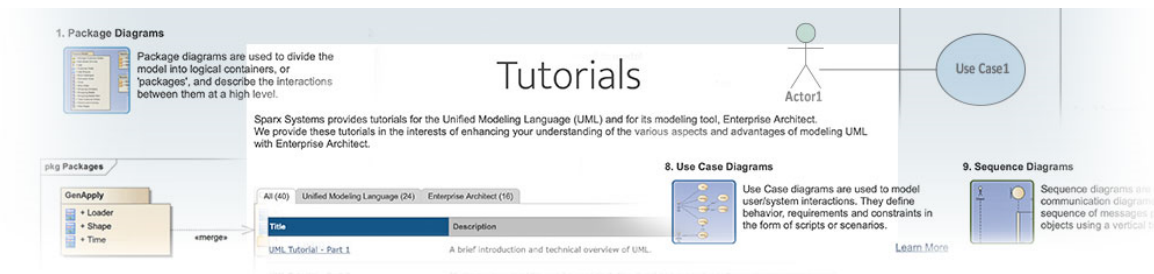 1. Package Diagrams
Package diagrams are used to divide the
model into logical containers, or
'packages', and describe the interactions
between them at a high level.
Tutorials
Actor1
Use Case1
Sparx Systems provides tutorials for the Unified Modeling Language (UML) and for its modeling tool, Enterprise Architect.
We provide these tutorials in the interests of enhancing your understanding of the various aspects and advantages of modeling UML
with Enterprise Architect.
pkg Packages
GenApply
+ Loader
+ Shape
+ Time
«merge»
All (40) Unified Modeling Language (24) Enterprise Architect (16)
Title Description
UML Tutorial - Part 1 A brief introduction and technical overview of UML.
8. Use Case Diagrams
Use Case diagrams are used to model
user/system interactions. They define
behavior, requirements and constraints in
the form of scripts or scenarios.
Learn More
9. Sequence Diagrams
Sequence diagrams are
communication diagrams
sequence of messages
objects using a vertical